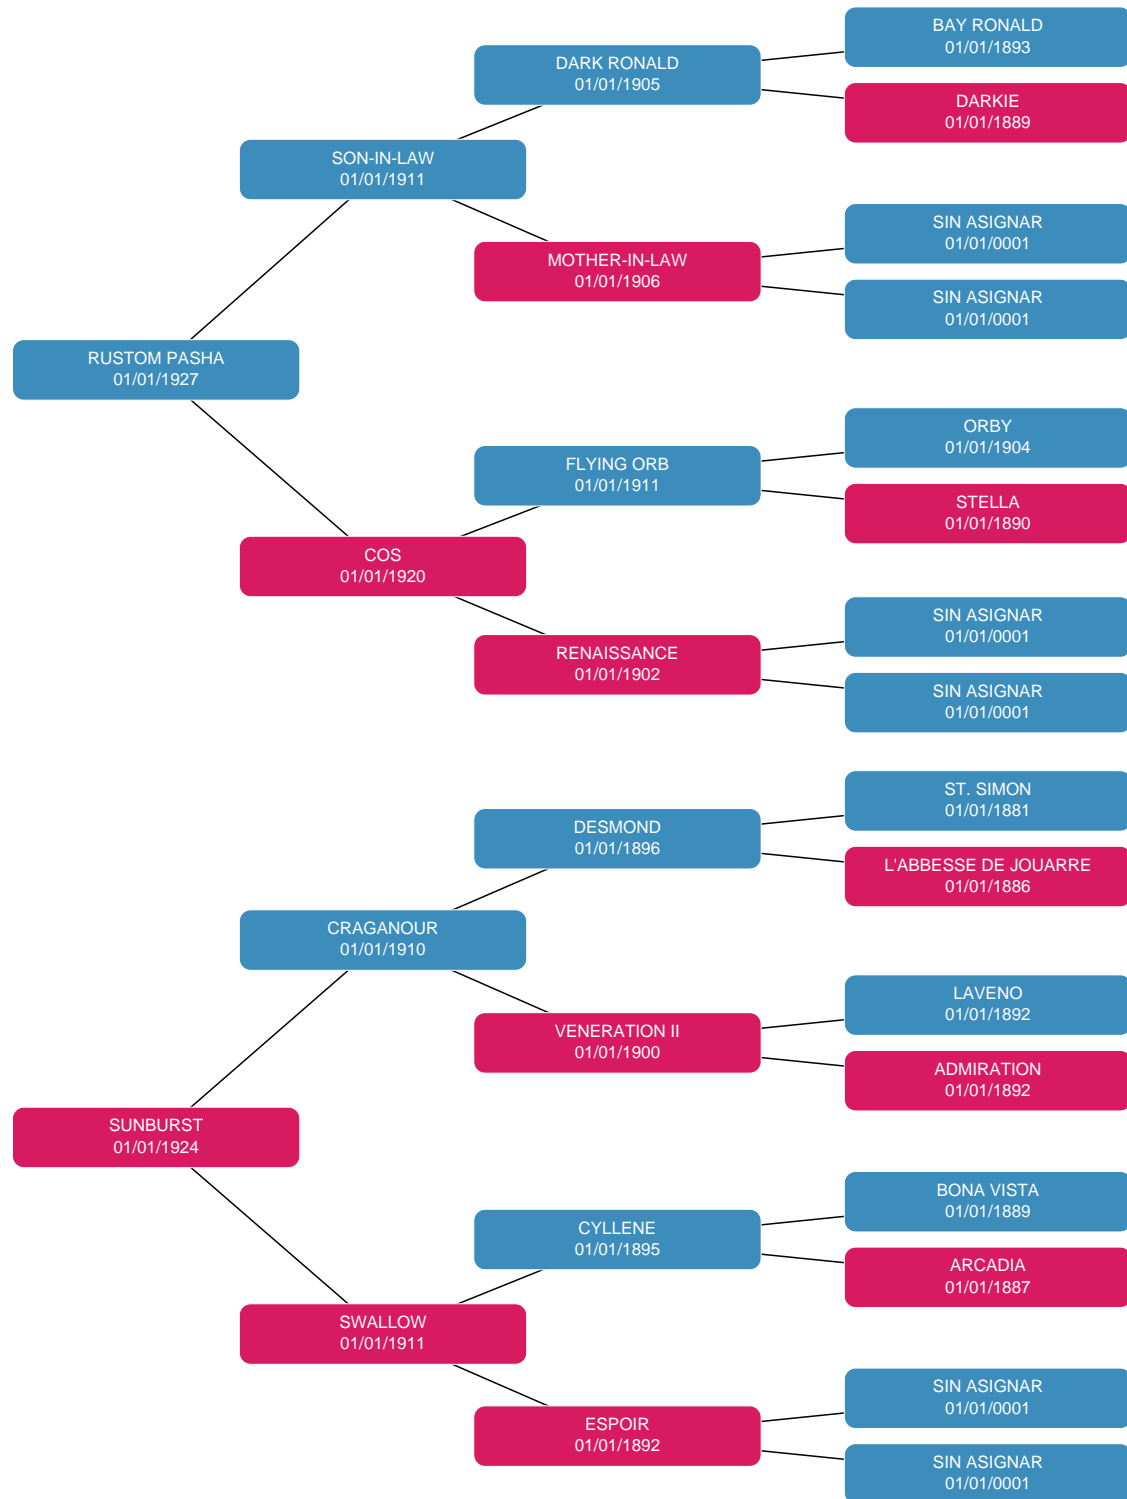 BAY RONALD
01/01/1893
DARK RONALD
01/01/1905
DARKIE
01/01/1889
SON-IN-LAW
01/01/1911
SIN ASIGNAR
01/01/0001
MOTHER-IN-LAW
01/01/1906
SIN ASIGNAR
01/01/0001
RUSTOM PASHA
01/01/1927
ORBY
01/01/1904
FLYING ORB
01/01/1911
STELLA
01/01/1890
COS
01/01/1920
SIN ASIGNAR
01/01/0001
RENAISSANCE
01/01/1902
SIN ASIGNAR
01/01/0001
ST. SIMON
01/01/1881
DESMOND
01/01/1896
L'ABBESSE DE JOUARRE
01/01/1886
CRAGANOUR
01/01/1910
LAVENO
01/01/1892
VENERATION II
01/01/1900
ADMIRATION
01/01/1892
SUNBURST
01/01/1924
BONA VISTA
01/01/1889
CYLLENE
01/01/1895
ARCADIA
01/01/1887
SWALLOW
01/01/1911
SIN ASIGNAR
01/01/0001
ESPOIR
01/01/1892
SIN ASIGNAR
01/01/0001